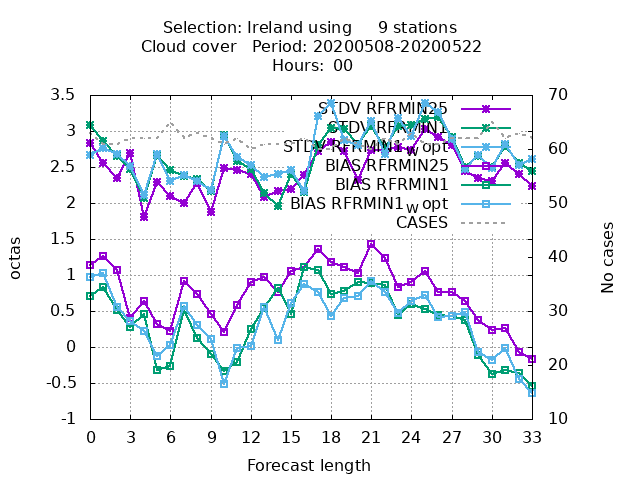 Selection: Ireland using 9 stations
Cloud cover Period: 20200508-20200522
Hours: 00
3.5
3
2.5
2
1.5
1
0.5
0
-0.5
-1
octas
70
60
50
40
30
20
10
No cases
STDV RFRMIN25
STDV RFRMIN1
STDV RFRMIN1_w opt
BIAS RFRMIN25
BIAS RFRMIN1
BIAS RFRMIN1_w opt
CASES
0 3 6 9 12 15 18 21 24 27 30 33
Forecast length